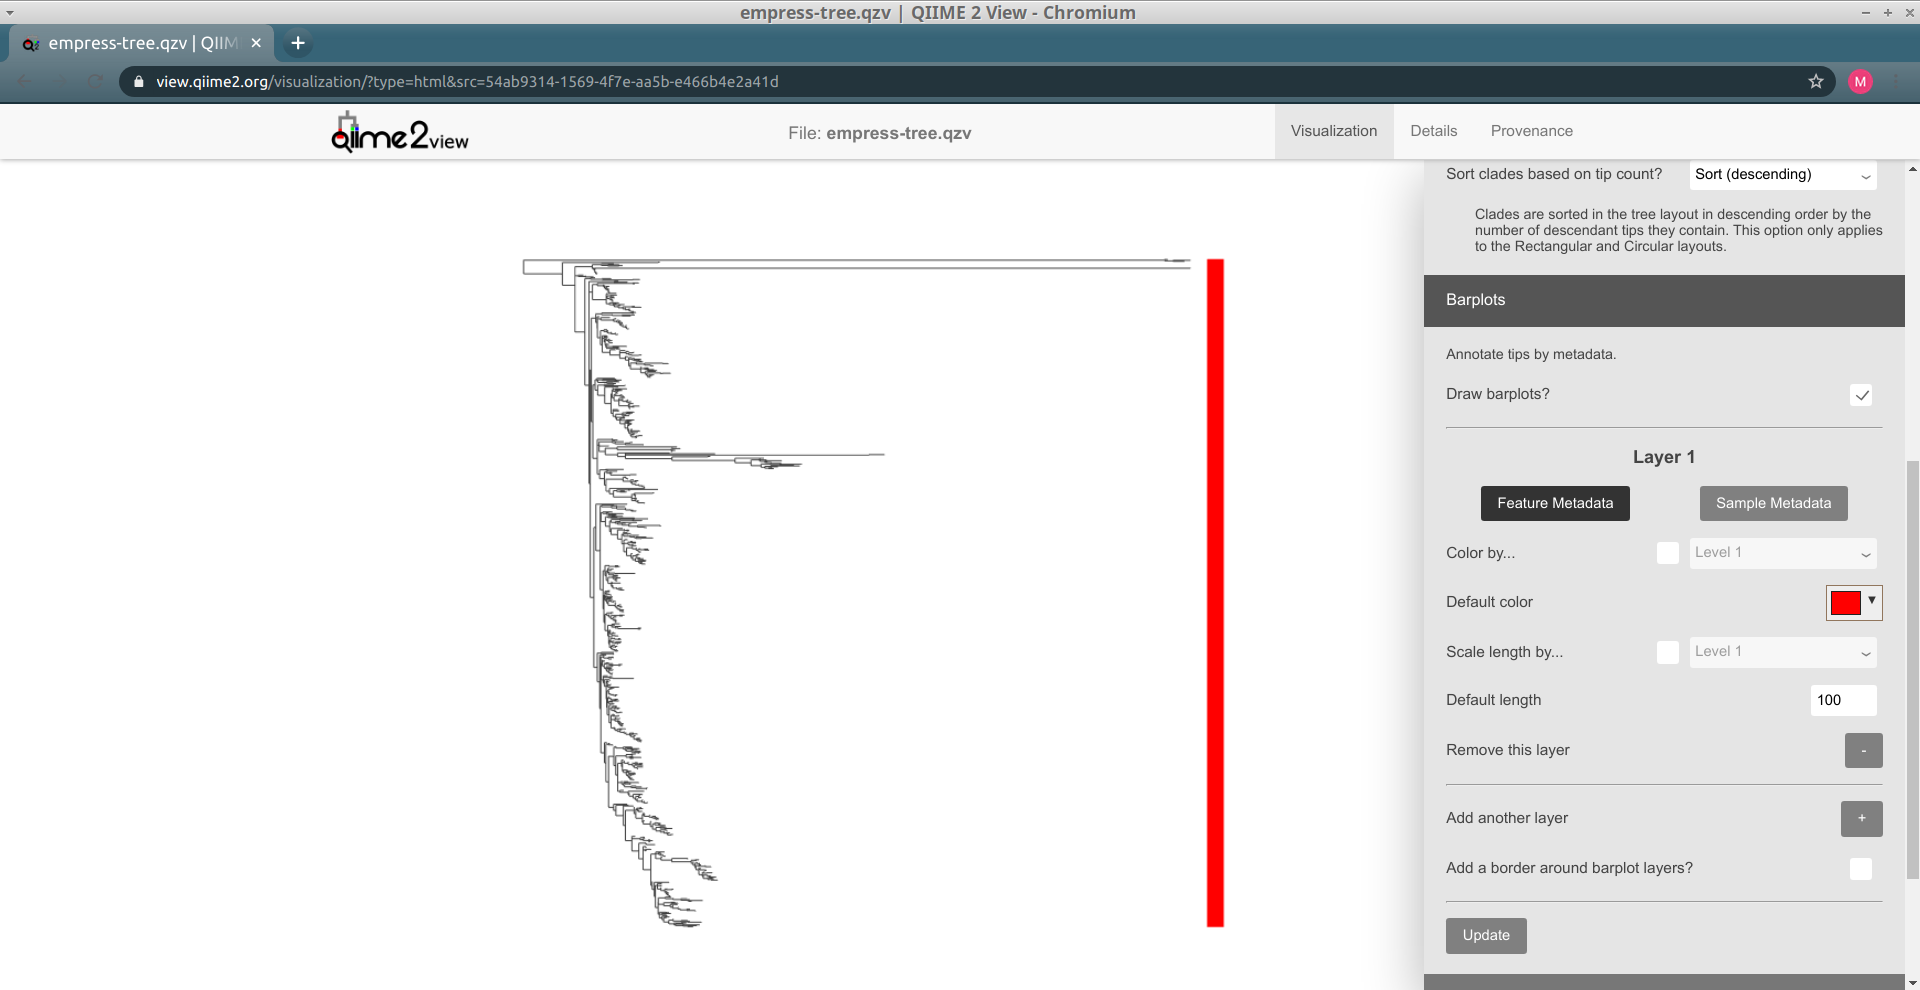 empress-tree.qzv | QIIME 2 View - Chromium
empress-tree.qzv | QIIM
view.qiime2.org/visualization/?type=html&src=54ab9314-1569-4f7e-aa5b-e466b4e2a41d
M
qiime2view
File: empress-tree.qzv
Visualization
Details
Provenance
Sort clades based on tip count?
Sort (descending)
Clades are sorted in the tree layout in descending order by the
number of descendant tips they contain. This option only applies
to the Rectangular and Circular layouts.
Barplots
Annotate tips by metadata.
Draw barplots?
Layer 1
Feature Metadata
Sample Metadata
Color by...
Level 1
Default color
Scale length by...
Level 1
Default length
100
Remove this layer
-
Add another layer
+
Add a border around barplot layers?
Update